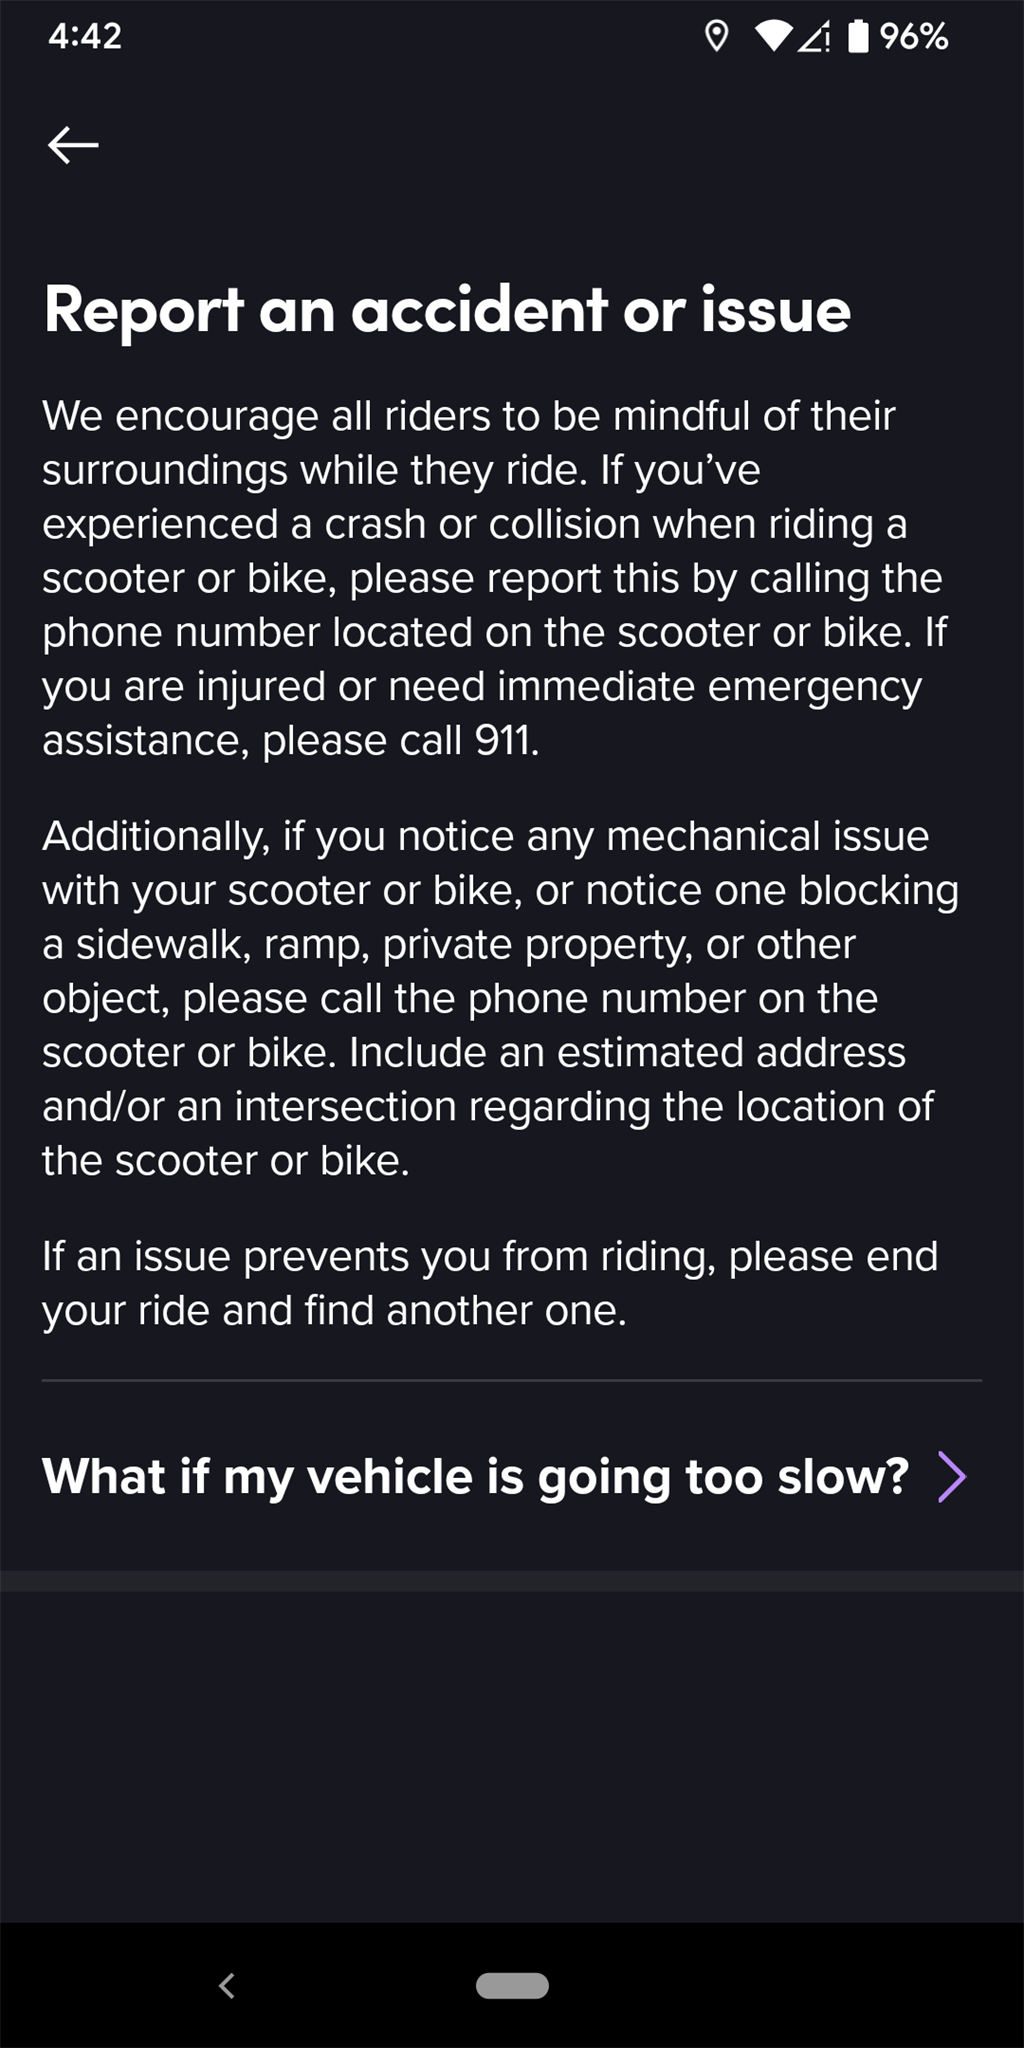 4:42
96%
Report an accident or issue
We encourage all riders to be mindful of their
surroundings while they ride. If you’ve
experienced a crash or collision when riding a
scooter or bike, please report this by calling the
phone number located on the scooter or bike. If
you are injured or need immediate emergency
assistance, please call 911.
Additionally, if you notice any mechanical issue
with your scooter or bike, or notice one blocking
a sidewalk, ramp, private property, or other
object, please call the phone number on the
scooter or bike. Include an estimated address
and/or an intersection regarding the location of
the scooter or bike.
If an issue prevents you from riding, please end
your ride and find another one.
What if my vehicle is going too slow?